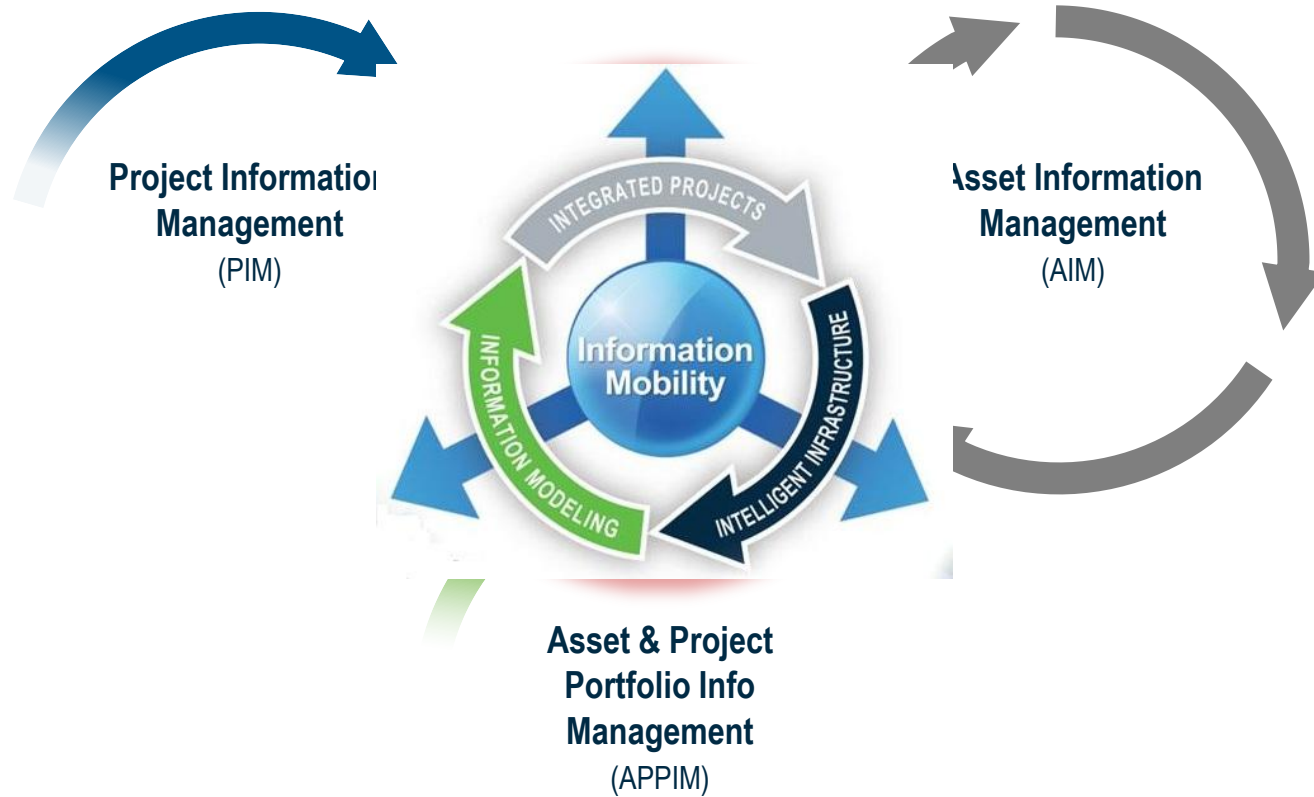 Project Informatio
Management
(PIM)
INTEGRATED PROJECTS
INTELLIGENT INFRASTRUCTURE
INFORMATION MODELING
Information
Mobility
Asset Information
Management
(AIM)
Asset & Project
Portfolio Info
Management
(APPIM)